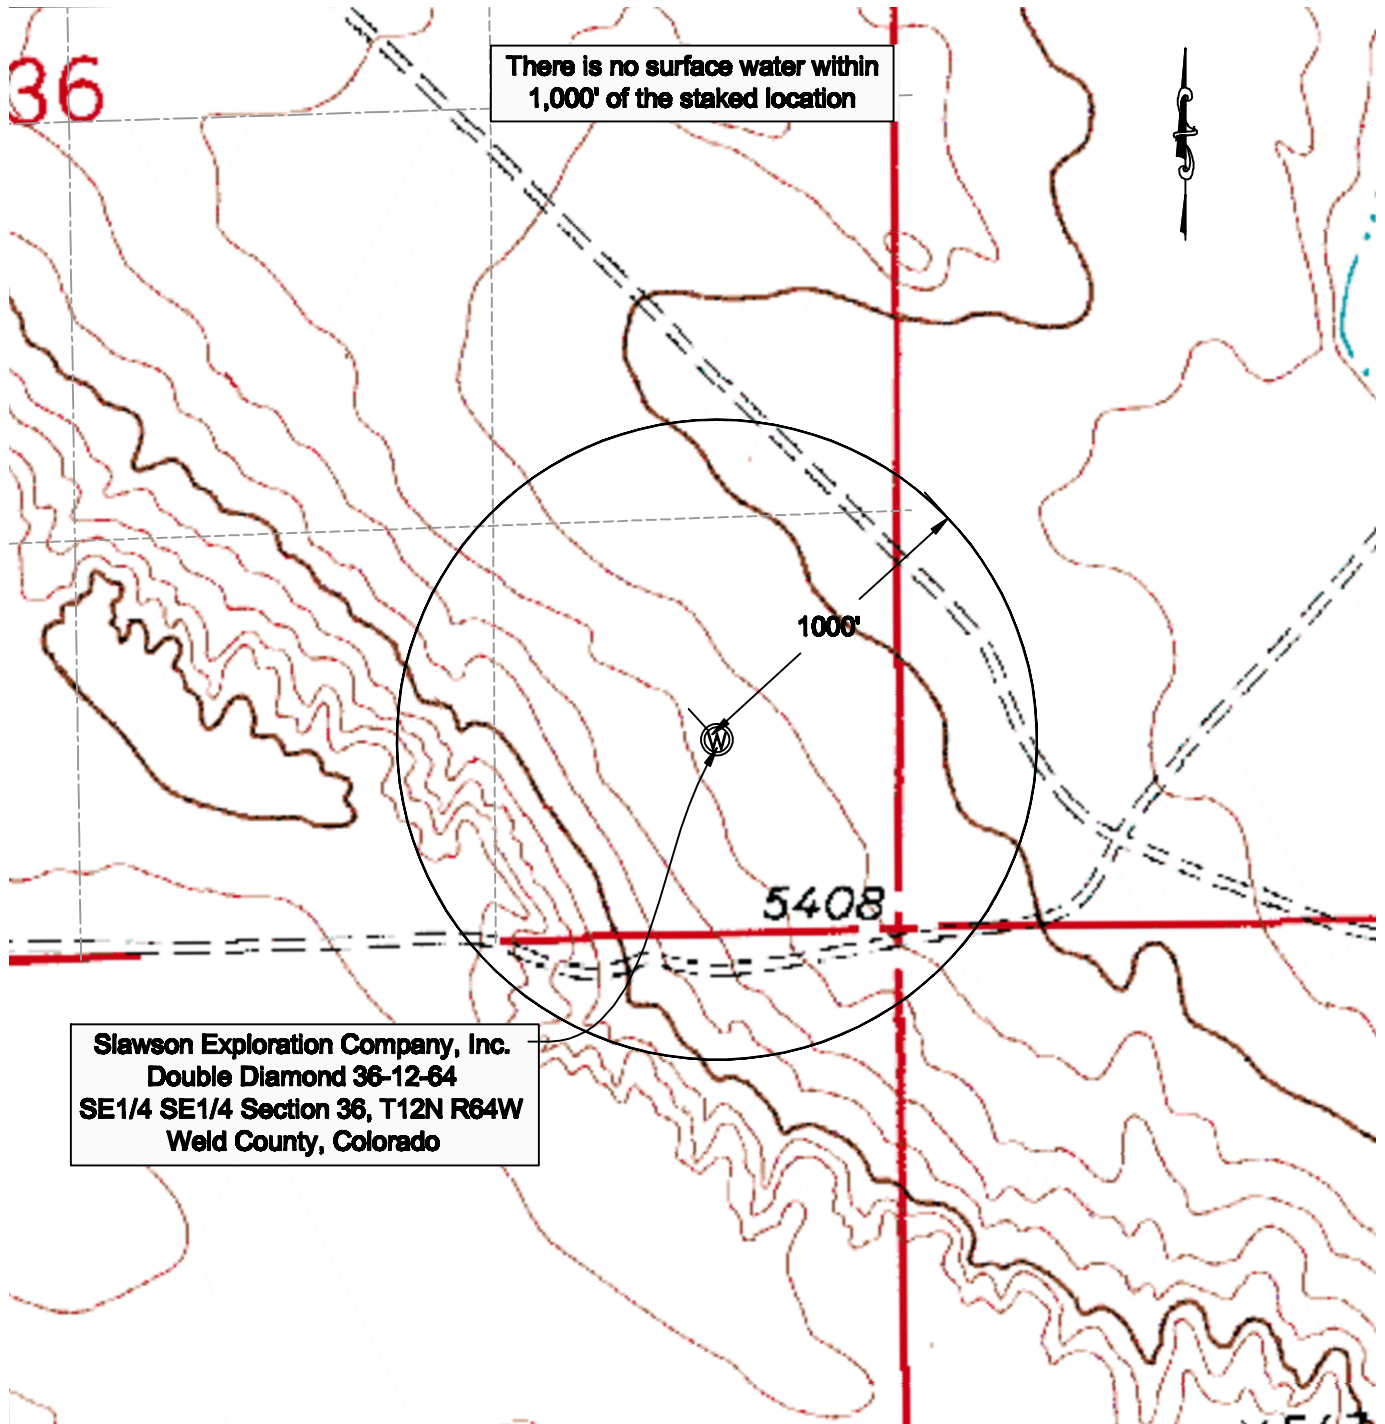 There is no surface water within
1,000' of the staked location
36
1000'
W
5408
Slawson Exploration Company, Inc.
Double Diamond 36-12-64
SE1/4 SE1/4 Section 36, T12N R64W
Weld County, Colorado